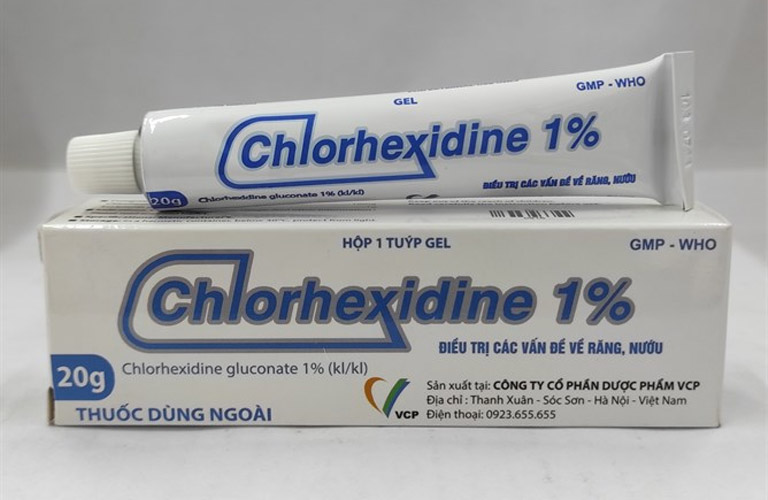 GEL
GMP - WHO
Chlorhexidine 1%
ĐIỀU TRỊ CÁC VẤN ĐỀ VỀ RĂNG, NƯỚU
20g
Chlorhexidine gluconate 1% (kl/kl)
HỘP 1 TUÝP GEL
GMP - WHO
Chlorhexidine 1%
ĐIỀU TRỊ CÁC VẤN ĐỀ VỀ RĂNG, NƯỚU
Chlorhexidine gluconate 1% (kl/kl)
20g
THUỐC DÙNG NGOÀI
VCP
Sản xuất tại: CÔNG TY CỔ PHẦN DƯỢC PHẨM VCP
Địa chỉ : Thanh Xuân - Sóc Sơn - Hà Nội - Việt Nam
Điện thoại: 0923.655.655